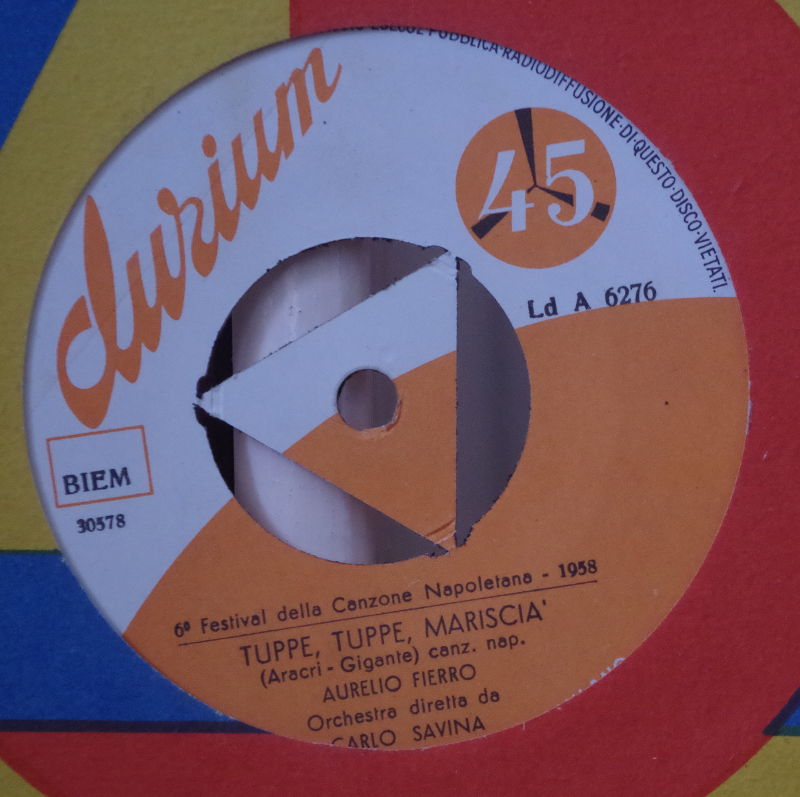 PUBBLICA·RADIODIFFUSIONE·DI·QUESTO·DISCO·VIETATI.
durium
45
Ld A 6276
BIEM
30578
6º Festival della Canzone Napoletana - 1958
TUPPE, TUPPE, MARISCIA'
(Aracri - Gigante) canz. nap.
AURELIO FIERRO
Orchestra diretta da
CARLO SAVINA